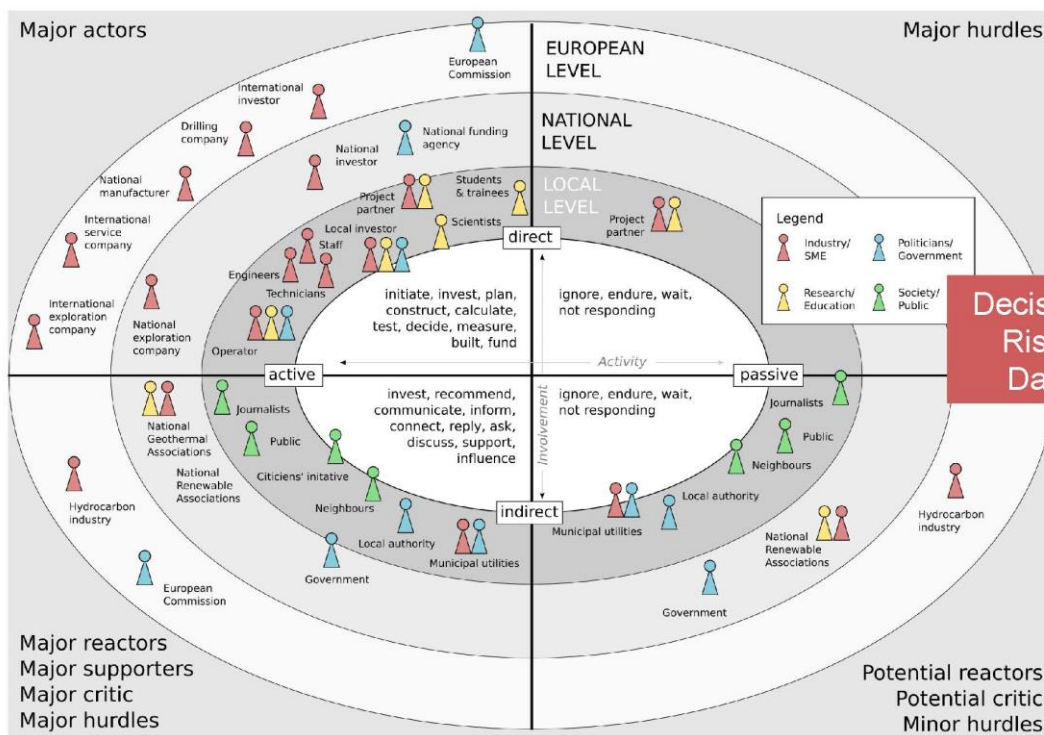 Major actors
Major hurdles
European
Commission
EUROPEAN
LEVEL
International
investor
Drilling
company
National funding
agency
NATIONAL
LEVEL
National
investor
National
manufacturer
Students
& trainees
LOCAL
LEVEL
Project
partner
Project
partner
Scientists
International
service
company
Local investor
Staff
direct
Legend
Industry/
SME
Politicians/
Government
Research/
Education
Society/
Public
Engineers
Technicians
International
exploration
company
National
exploration
company
Operator
initiate, invest, plan,
construct, calculate,
test, decide, measure,
built, fund
ignore, endure, wait,
not responding
Decis
Ris
Da
active
Activity
passive
Involvement
invest, recommend,
communicate, inform,
connect, reply, ask,
discuss, support,
influence
ignore, endure, wait,
not responding
Journalists
Journalists
National
Geothermal
Associations
Public
Public
National
Renewable
Associations
Citiciens' initative
Neighbours
Neighbours
Hydrocarbon
industry
Hydrocarbon
industry
indirect
Local authority
Local authority
Municipal utilities
Municipal utilities
National
Renewable
Associations
Government
Government
European
Commission
Major reactors
Major supporters
Major critic
Major hurdles
Potential reactors
Potential critic
Minor hurdles